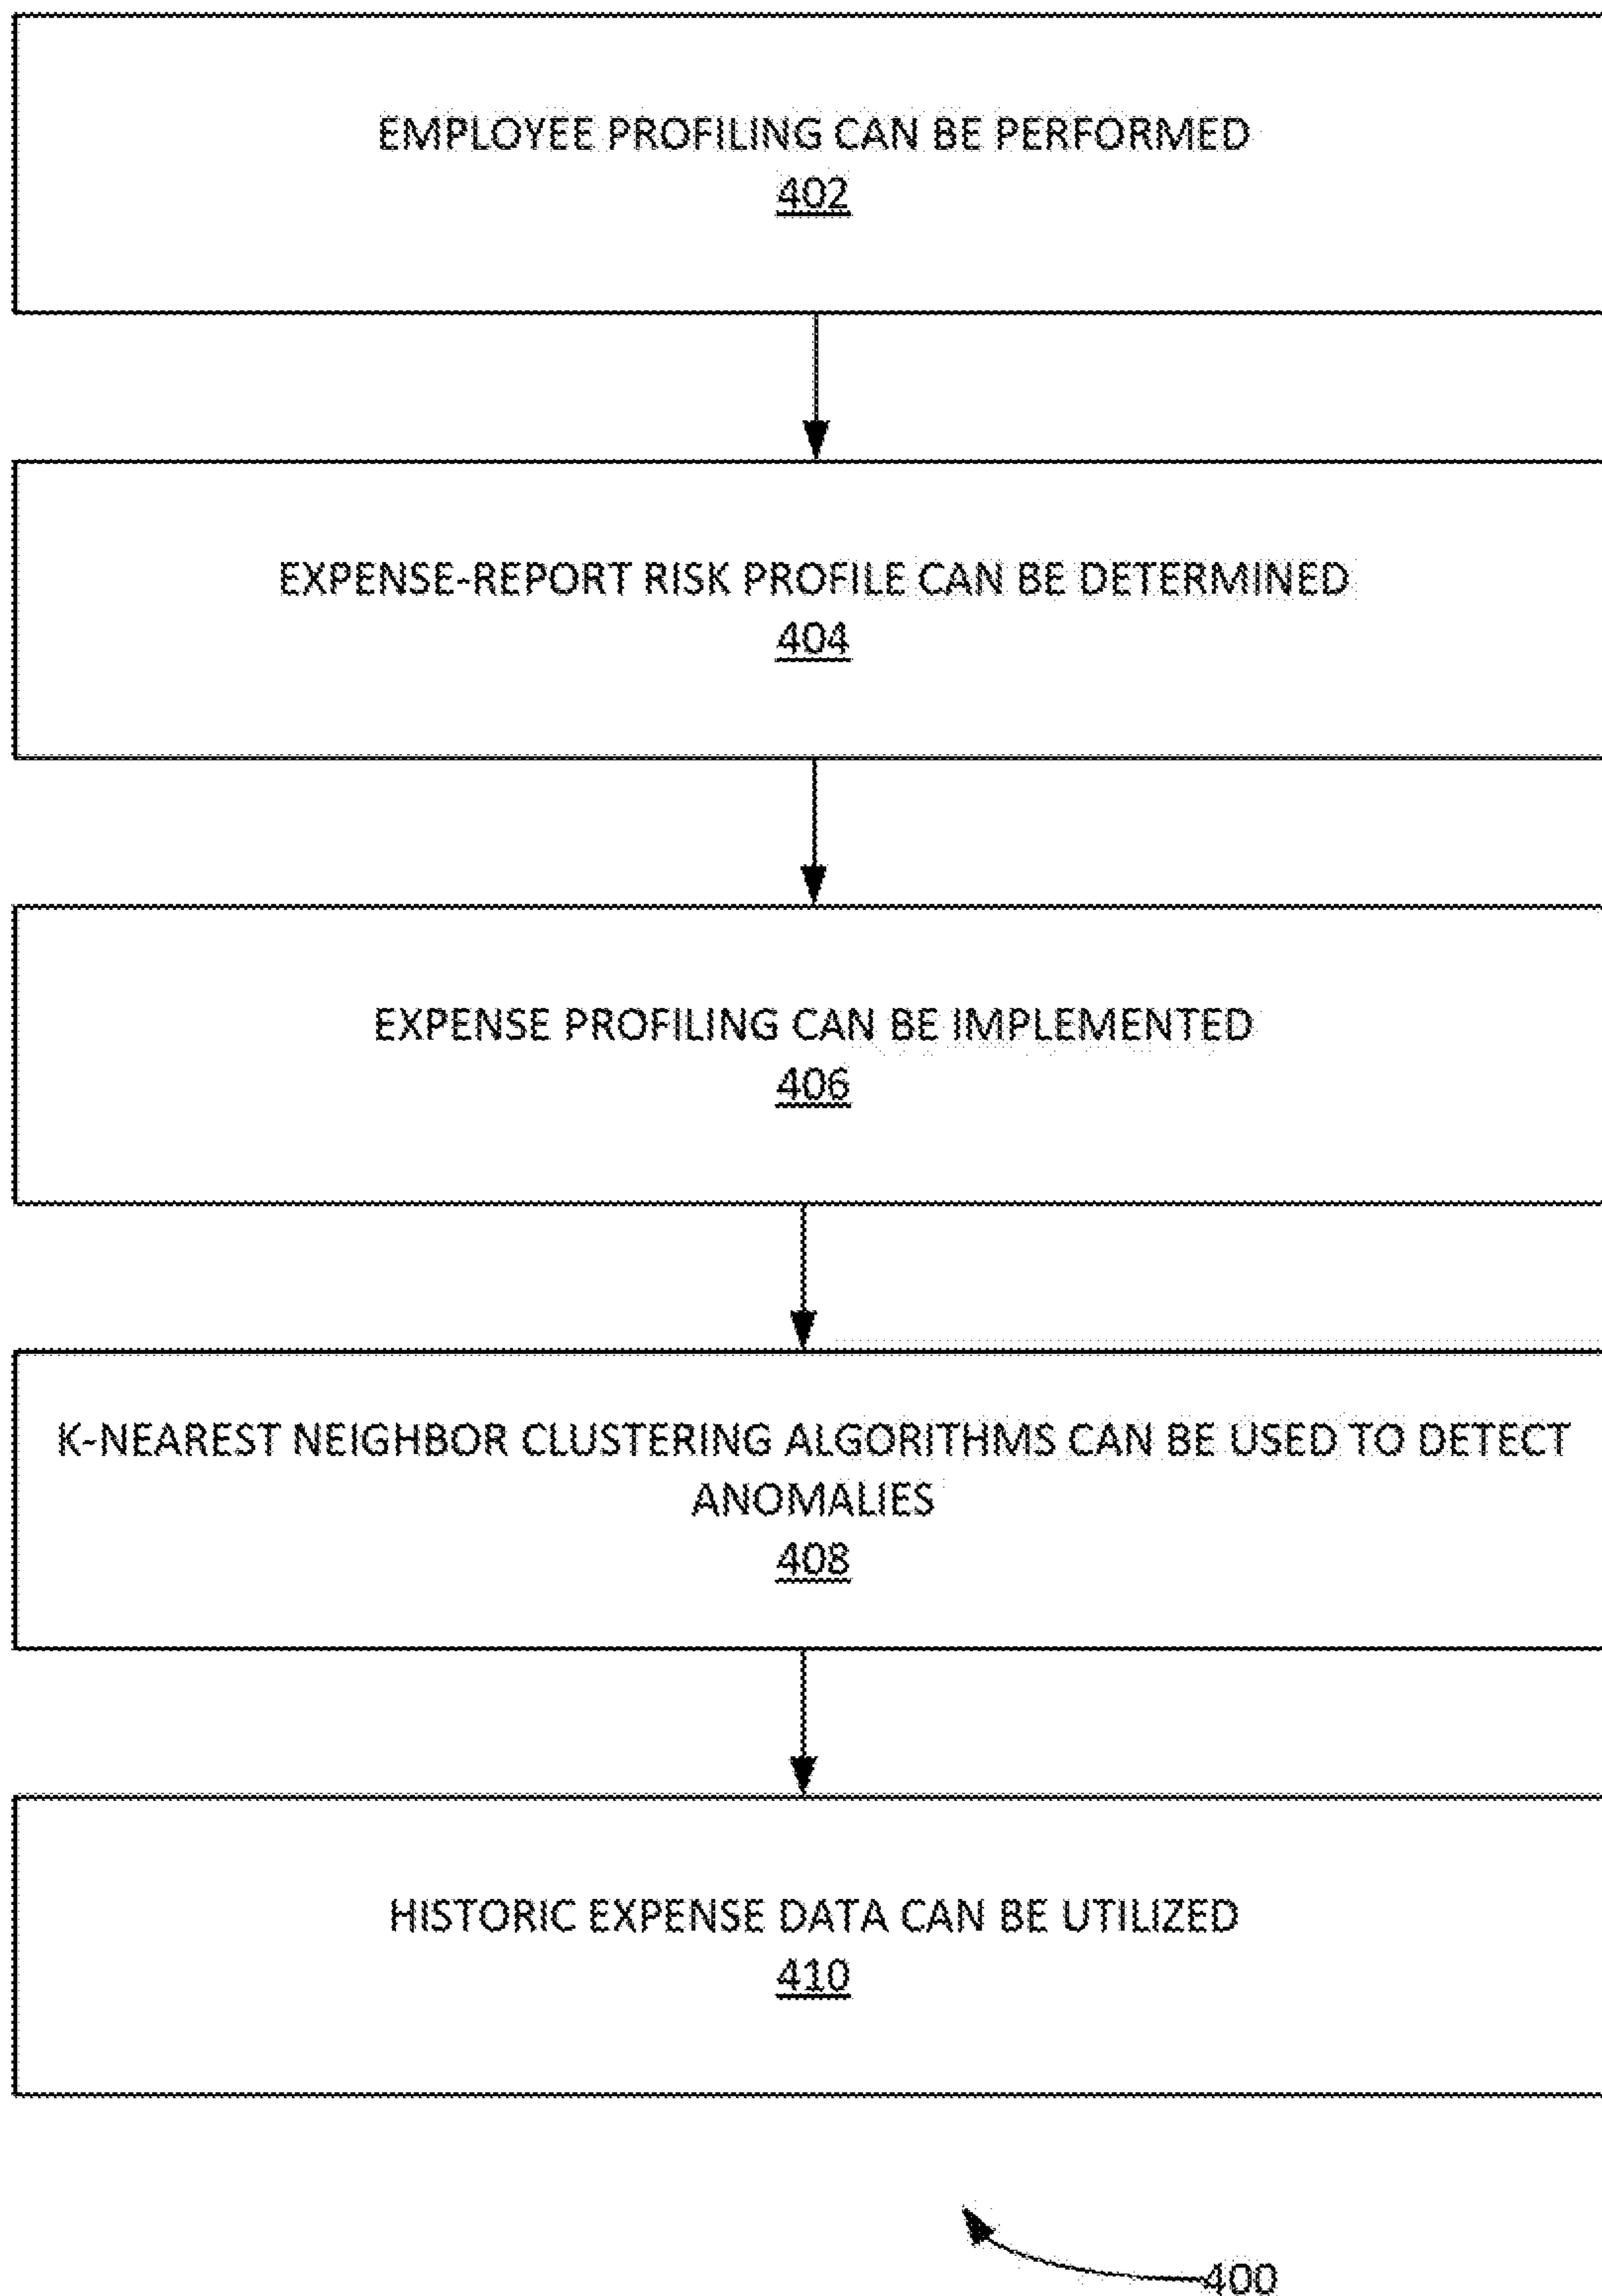 EMPLOYEE PROFILING CAN BE PERFORMED
402
EXPENSE-REPORT RISK PROFILE CAN BE DETERMINED
404
EXPENSE PROFILING CAN BE IMPLEMENTED
406
K-NEAREST NEIGHBOR CLUSTERING ALGORITHMS CAN BE USED TO DETECT
ANOMALIES
408
HISTORIC EXPENSE DATA CAN BE UTILIZED
410
400